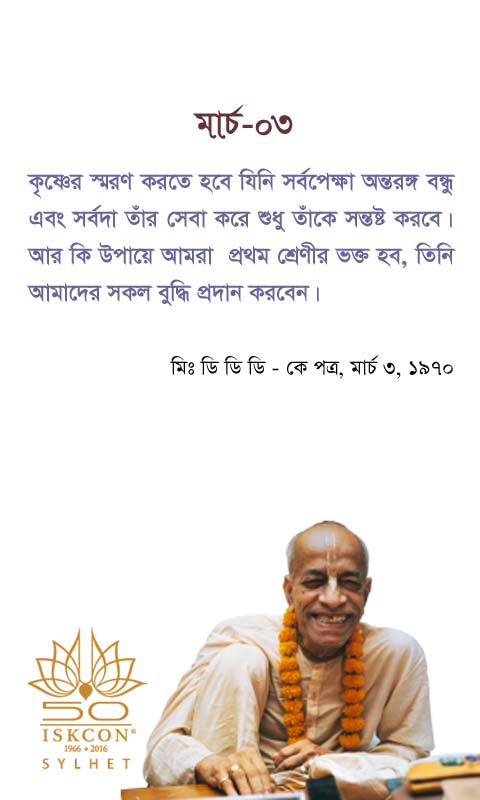 মার্চ-০৩
কৃষ্ণের স্মরণ করতে হবে যিনি সর্বপেক্ষা অন্তরঙ্গ বন্ধু
এবং সর্বদা তাঁর সেবা করে শুধু তাঁকে সন্তুষ্ট করবে।
আর কি উপায়ে আমরা প্রথম শ্রেণীর ভক্ত হব, তিনি
আমাদের সকল বুদ্ধি প্রদান করবেন।
মিঃ ডি ডি ডি - কে পত্র, মার্চ ৩, ১৯৭০
50
ISKCON®
1966 • 2016
SYLHET